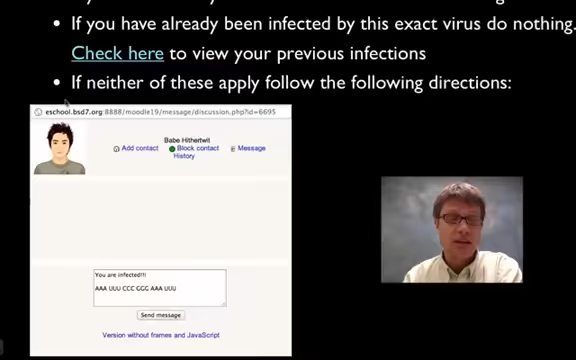 • If you have already been infected by this exact virus do nothing.
Check here to view your previous infections
• If neither of these apply follow the following directions:
eschool.bsd7.org:8888/moodle19/message/discussion.php?id=6695
Babe Hithertwit
Add contact Block contact Message
History
You are infected!!!
AAA UUU CCC GGG AAA UUU
Send message
Version without frames and JavaScript